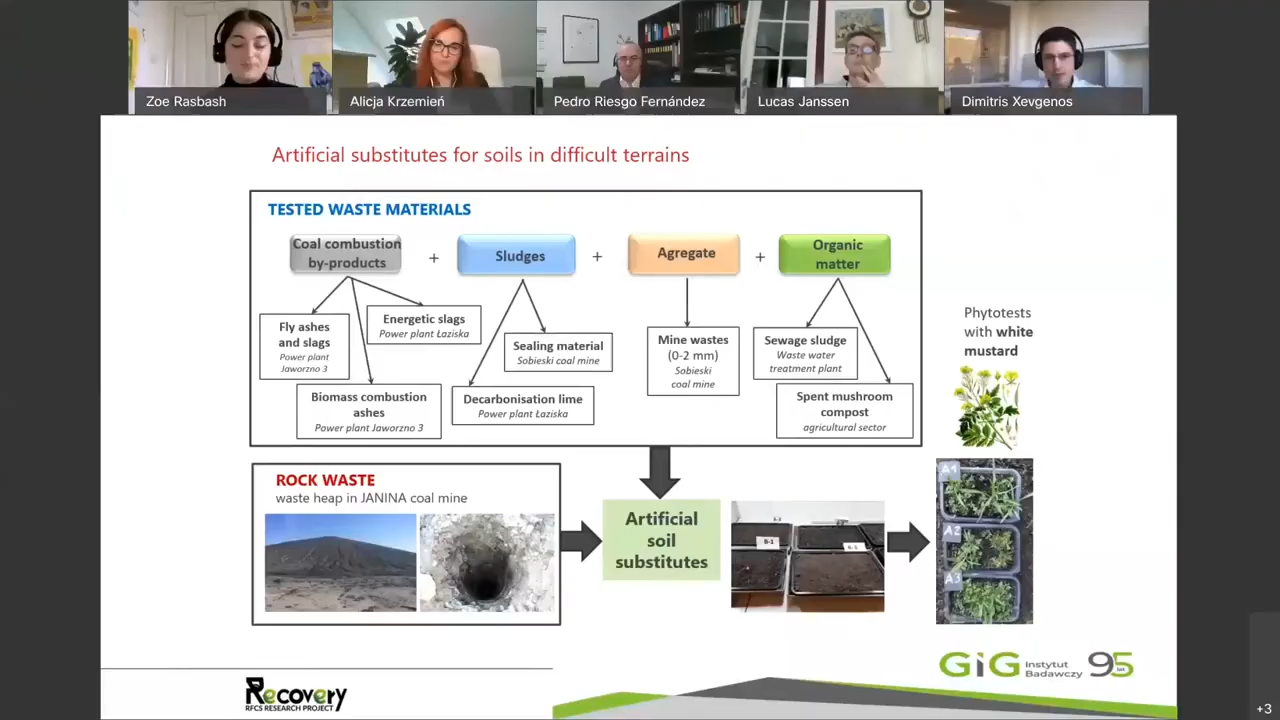 Zoe Rasbash
Alicja Krzemień
Pedro Riesgo Fernández
Lucas Janssen
Dimitris Xevgenos
Artificial substitutes for soils in difficult terrains
TESTED WASTE MATERIALS
Coal combustion
by-products
+
Sludges
+
Agregate
+
Organic
matter
Fly ashes
and slags
Power plant
Jaworzno 3
Energetic slags
Power plant Łaziska
Biomass combustion
ashes
Power plant Jaworzno 3
Sealing material
Sobieski coal mine
Decarbonisation lime
Power plant Łaziska
Mine wastes
(0-2 mm)
Sobieski
coal mine
Sewage sludge
Waste water
treatment plant
Spent mushroom
compost
agricultural sector
Phytotests
with white
mustard
ROCK WASTE
waste heap in JANINA coal mine
Artificial
soil
substitutes
B-1
A1
A2
A3
Recovery
RFCS RESEARCH PROJECT
GiG Instytut
Badawczy
95
+3